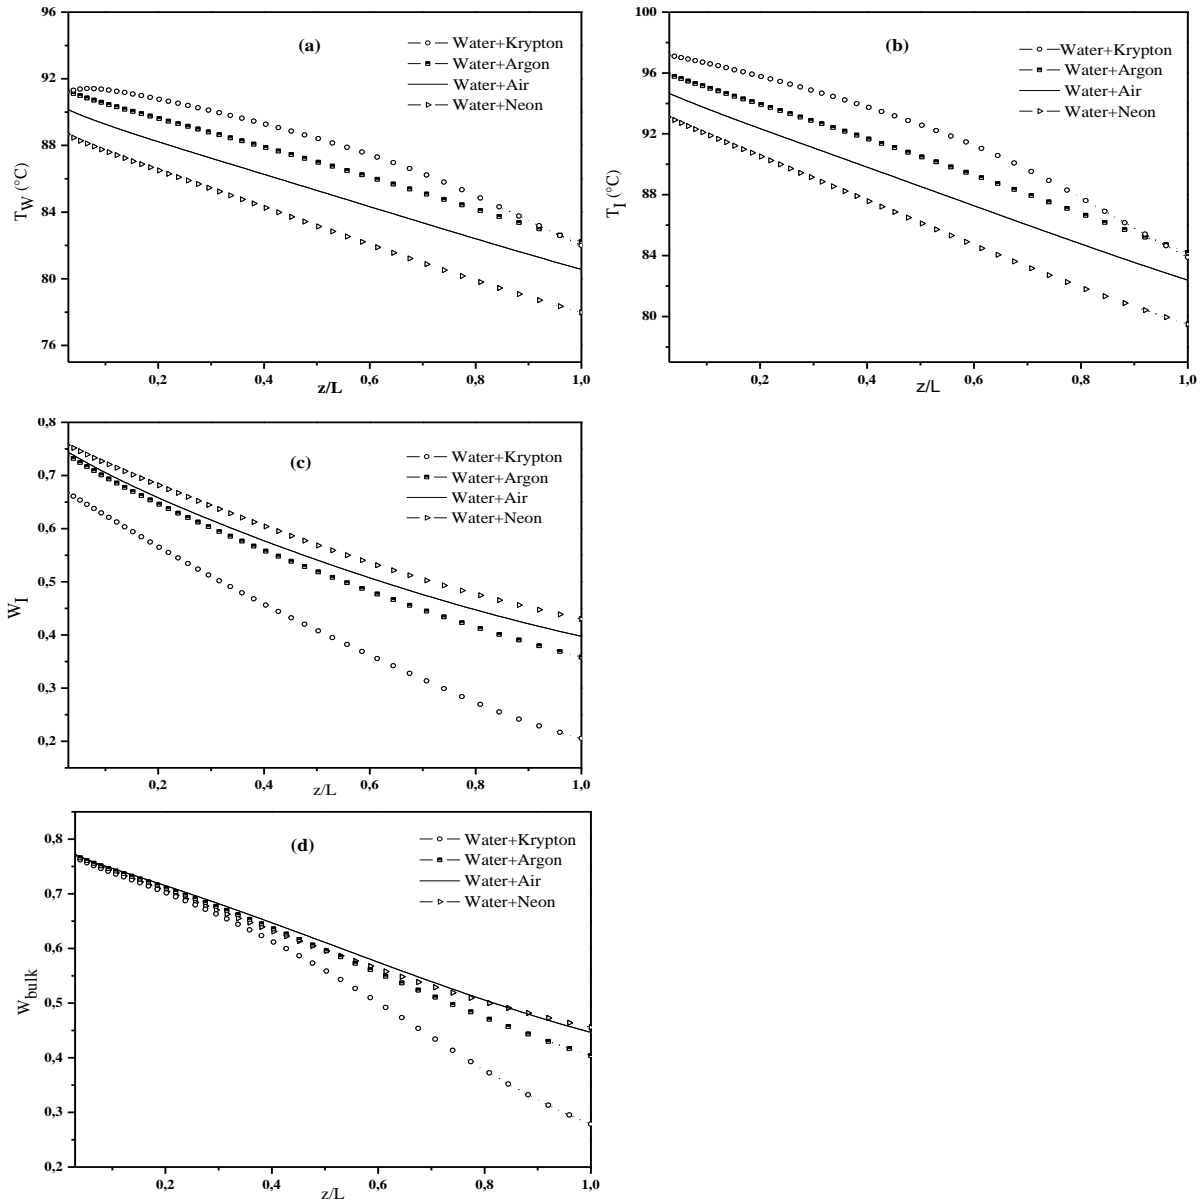 (a)
Water+Krypton
Water+Argon
Water+Air
Water+Neon
96
92
88
84
80
76
T_W (°C)
0,2 0,4 0,6 0,8 1,0
z/L
(b)
Water+Krypton
Water+Argon
Water+Air
Water+Neon
100
96
92
88
84
80
T_I (°C)
0,2 0,4 0,6 0,8 1,0
z/L
(c)
Water+Krypton
Water+Argon
Water+Air
Water+Neon
0,8
0,7
0,6
0,5
0,4
0,3
0,2
W_I
0,2 0,4 0,6 0,8 1,0
z/L
(d)
Water+Krypton
Water+Argon
Water+Air
Water+Neon
0,8
0,7
0,6
0,5
0,4
0,3
0,2
W_bulk
0,2 0,4 0,6 0,8 1,0
z/L